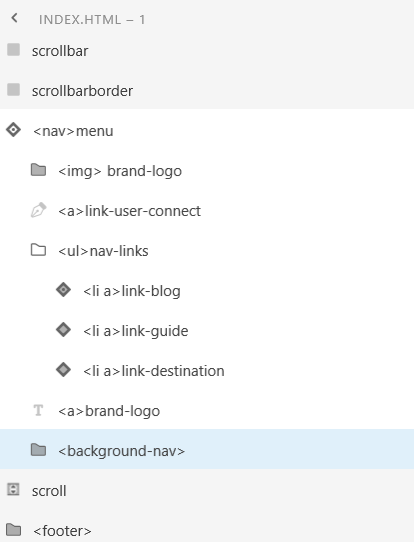 INDEX.HTML – 1
scrollbar
scrollbarborder
<nav>menu
<img> brand-logo
<a>link-user-connect
<ul>nav-links
<li a>link-blog
<li a>link-guide
<li a>link-destination
T <a>brand-logo
<background-nav>
scroll
<footer>